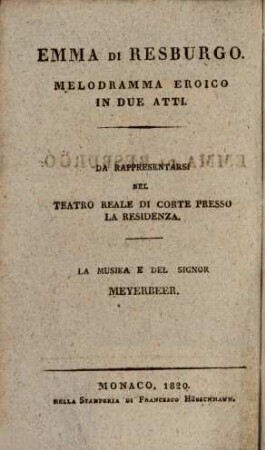 EMMA DI RESBURGO.
MELODRAMMA EROICO
IN DUE ATTI.
DA RAPPRESENTARSI
NEL
TEATRO REALE DI CORTE PRESSO
LA RESIDENZA.
LA MUSIKA E DEL SIGNOR
MEYERBEER.
MONACO, 1820.
NELLA STAMPERIA DI FRANCESCO HÜBSCHMANN.